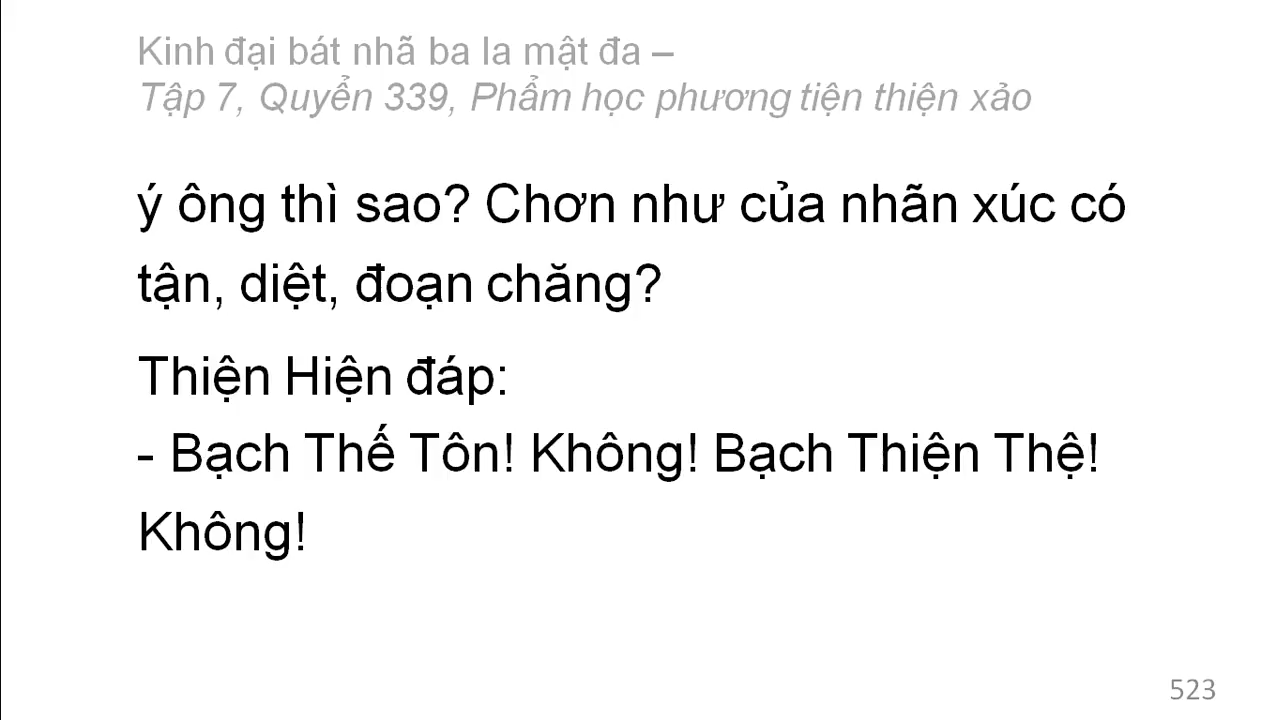 Kinh đại bát nhã ba la mật đa –
Tập 7, Quyển 339, Phẩm học phương tiện thiện xảo
ý ông thì sao? Chơn như của nhãn xúc có
tận, diệt, đoạn chăng?
Thiện Hiện đáp:
- Bạch Thế Tôn! Không! Bạch Thiện Thệ!
Không!
523